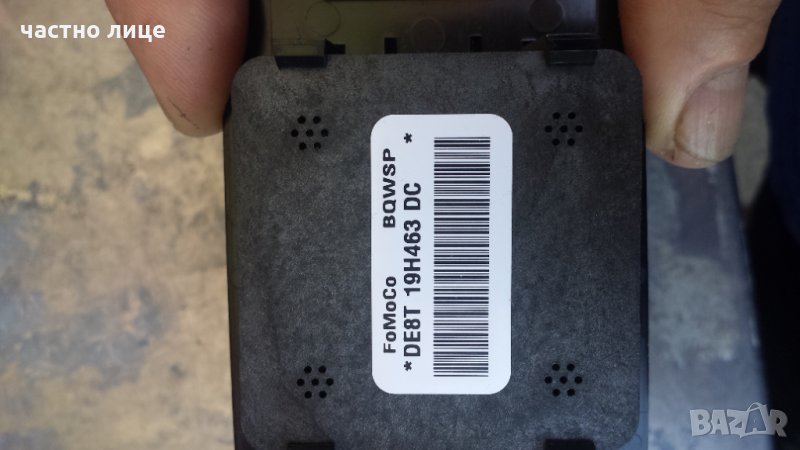 частно лице
FoMoCo BQWSP
*DE8T 19H463 DC *
BAZAR